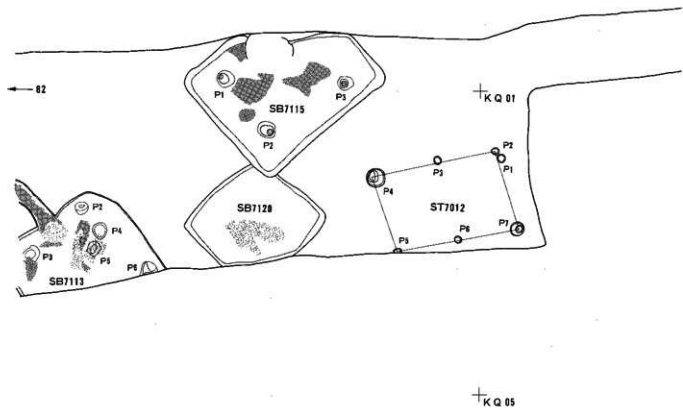 ← 82
P1
P3
SB7115
P2
KQ 01
P2
P1
P3
P4
ST7012
P7
P5
P6
SB7120
P2
P4
P3
P5
P6
SB7113
KQ 05